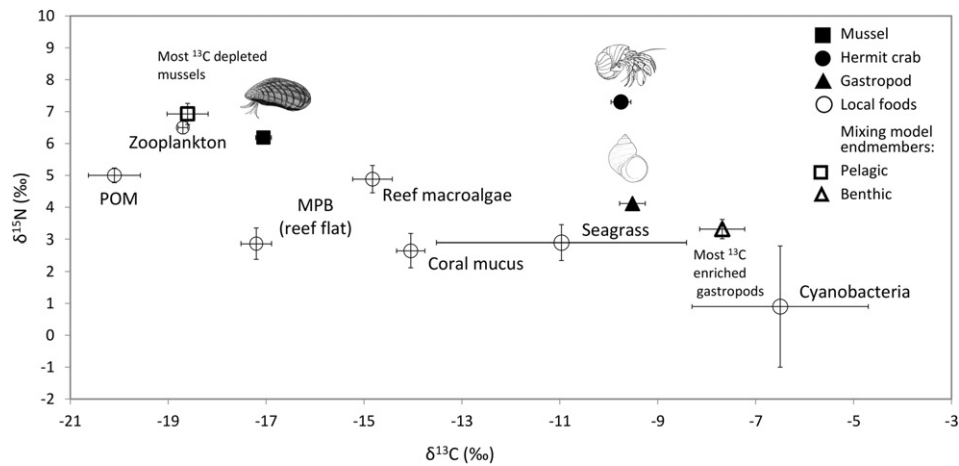 10
9
8
7
6
5
4
3
2
1
0
-1
-2
δ¹⁵N (‰)
-21
-19
-17
-15
-13
-11
-9
-7
-5
-3
δ¹³C (‰)
Most ¹³C depleted
mussels
Zooplankton
POM
MPB
(reef flat)
Reef macroalgae
Coral mucus
Seagrass
Most ¹³C
enriched
gastropods
Cyanobacteria
Mussel
Hermit crab
Gastropod
Local foods
Mixing model
endmembers:
Pelagic
Benthic